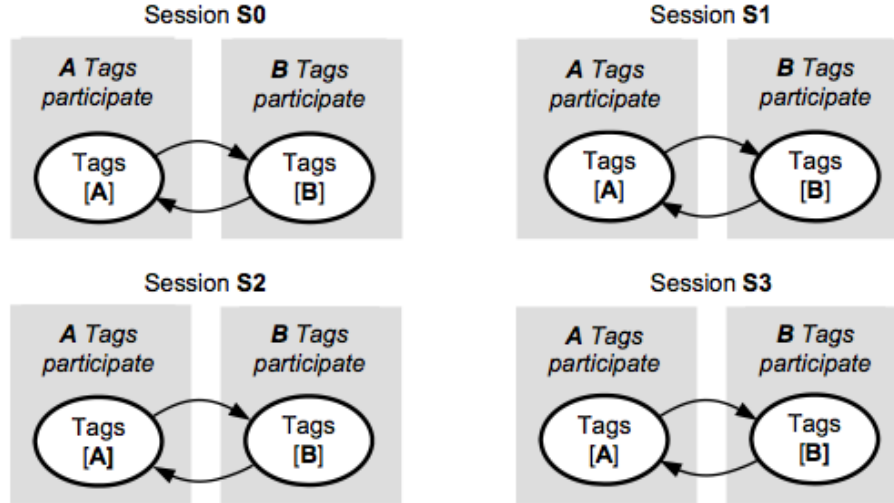 Session S0
A Tags
participate
B Tags
participate
Tags
[A]
Tags
[B]
Session S1
A Tags
participate
B Tags
participate
Tags
[A]
Tags
[B]
Session S2
A Tags
participate
B Tags
participate
Tags
[A]
Tags
[B]
Session S3
A Tags
participate
B Tags
participate
Tags
[A]
Tags
[B]